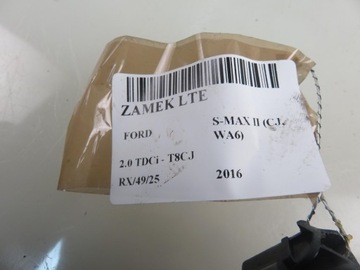 ZAMEK LTE
FORD
S-MAX II (CJ,
WA6)
2.0 TDCi - T8CJ
RX/49/25
2016